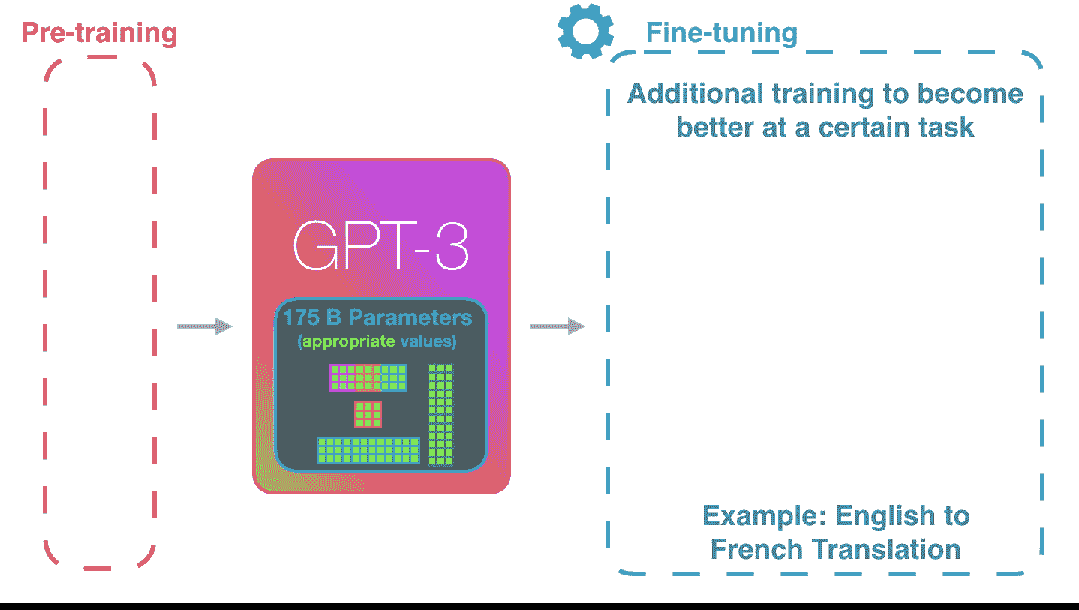 Pre-training
Fine-tuning
Additional training to become
better at a certain task
GPT-3
175 B Parameters
(appropriate values)
Example: English to
French Translation